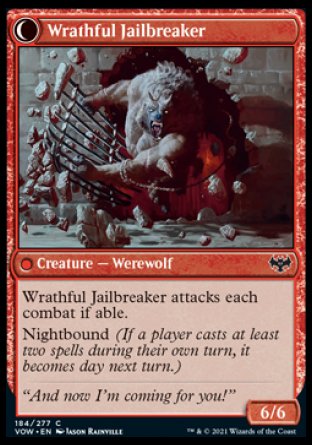 Wrathful Jailbreaker
Creature — Werewolf
Wrathful Jailbreaker attacks each
combat if able.
Nightbound (If a player casts at least
two spells during their own turn, it
becomes day next turn.)
"And now I'm coming for you!"
6/6
184/277 C
VOW • EN JASON RAINVILLE
™ & © 2021 Wizards of the Coast